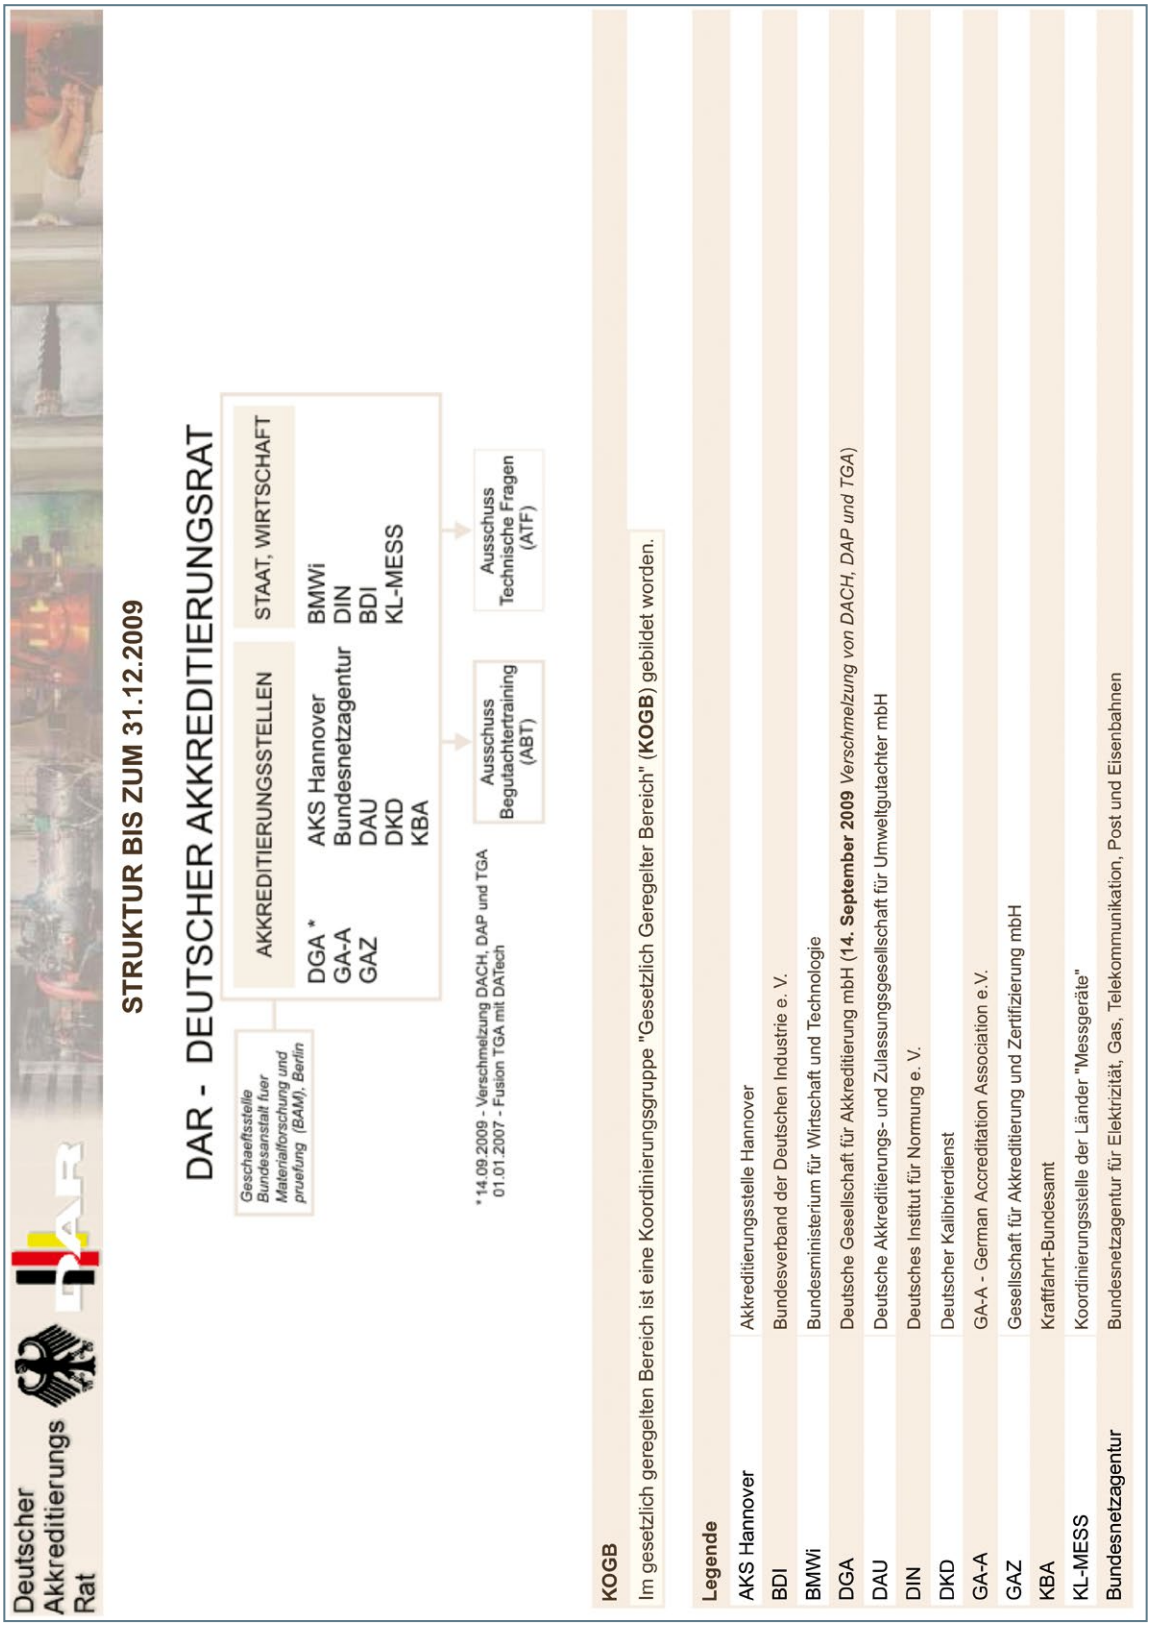 Deutscher
Akkreditierungs
Rat
DAR
STRUKTUR BIS ZUM 31.12.2009
DAR - DEUTSCHER AKKREDITIERUNGSRAT
Geschaeftsstelle
Bundesanstalt fuer
Materialforschung und
pruefung (BAM), Berlin
AKKREDITIERUNGSSTELLEN
DGA *
GA-A
GAZ
AKS Hannover
Bundesnetzagentur
DAU
DKD
KBA
STAAT, WIRTSCHAFT
BMWi
DIN
BDI
KL-MESS
*14.09.2009 - Verschmelzung DACH, DAP und TGA
01.01.2007 - Fusion TGA mit DATech
Ausschuss
Begutachtertraining
(ABT)
Ausschuss
Technische Fragen
(ATF)
KOGB
Im gesetzlich geregelten Bereich ist eine Koordinierungsgruppe "Gesetzlich Geregelter Bereich" (KOGB) gebildet worden.
Legende
AKS Hannover Akkreditierungsstelle Hannover
BDI Bundesverband der Deutschen Industrie e. V.
BMWi Bundesministerium für Wirtschaft und Technologie
DGA Deutsche Gesellschaft für Akkreditierung mbH (14. September 2009 Verschmelzung von DACH, DAP und TGA)
DAU Deutsche Akkreditierungs- und Zulassungsgesellschaft für Umweltgutachter mbH
DIN Deutsches Institut für Normung e. V.
DKD Deutscher Kalibrierdienst
GA-A GA-A - German Accreditation Association e.V.
GAZ Gesellschaft für Akkreditierung und Zertifizierung mbH
KBA Kraftfahrt-Bundesamt
KL-MESS Koordinierungsstelle der Länder "Messgeräte"
Bundesnetzagentur Bundesnetzagentur für Elektrizität, Gas, Telekommunikation, Post und Eisenbahnen